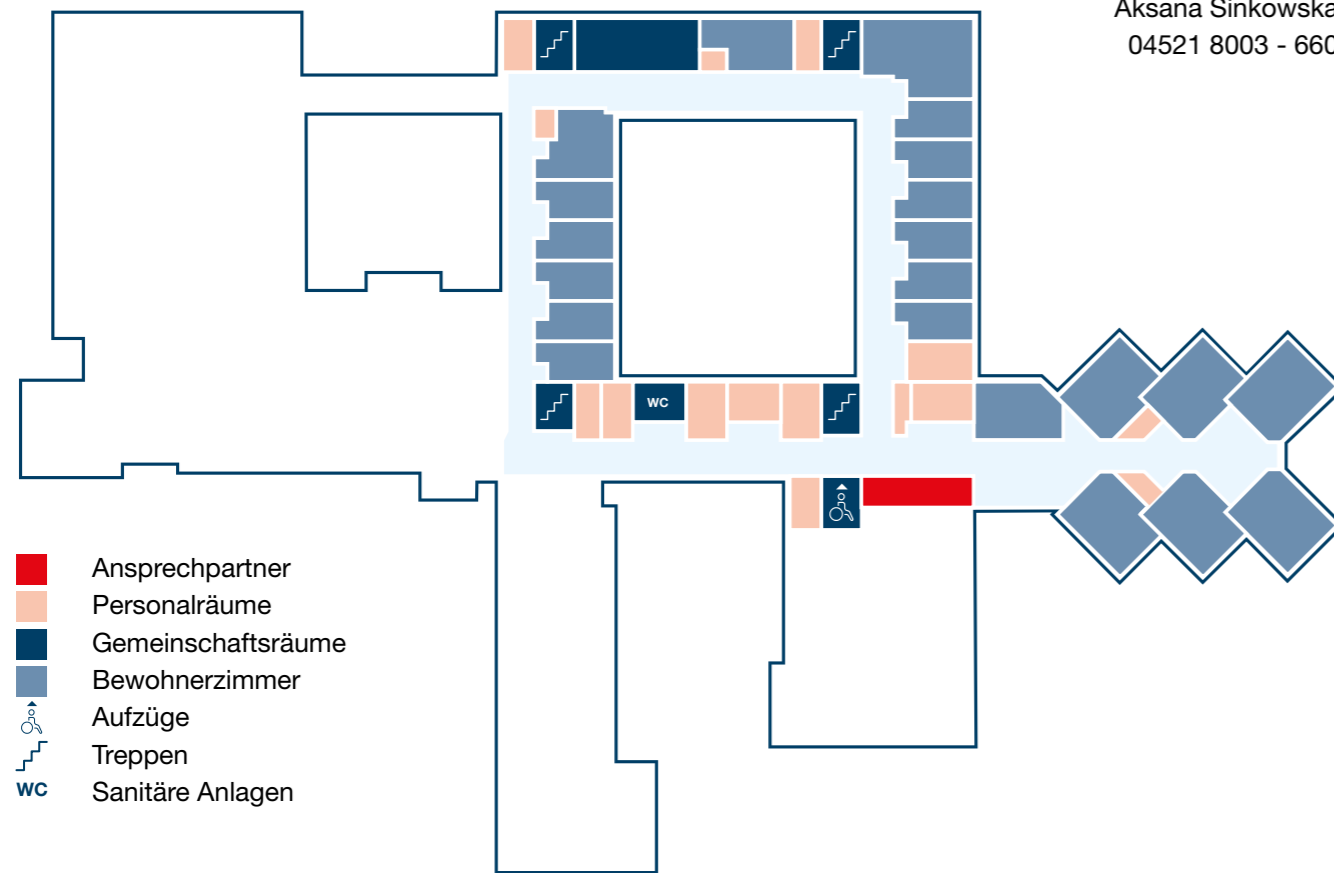 Aksana Sinkowska
04521 8003 - 660
WC
Ansprechpartner
Personalräume
Gemeinschaftsräume
Bewohnerzimmer
Aufzüge
Treppen
WC Sanitäre Anlagen